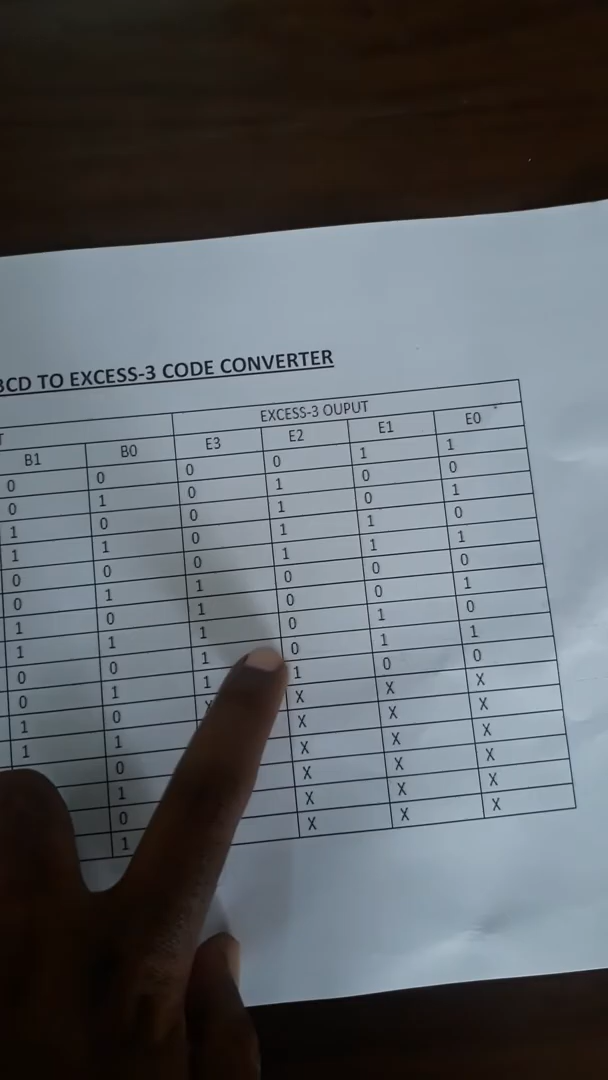 BCD TO EXCESS-3 CODE CONVERTER
T EXCESS-3 OUPUT
B1 B0 E3 E2 E1 E0
0 0 0 0 1 1
0 1 0 1 0 0
1 0 0 1 0 1
1 1 0 1 1 0
0 0 0 1 1 1
0 1 1 0 0 0
1 0 1 0 0 1
1 1 1 0 1 0
0 0 1 0 1 1
0 1 1 1 0 0
1 0 X X X X
1 1 X X X
0 X X X
1 X X X
0 X X X
1 X X X